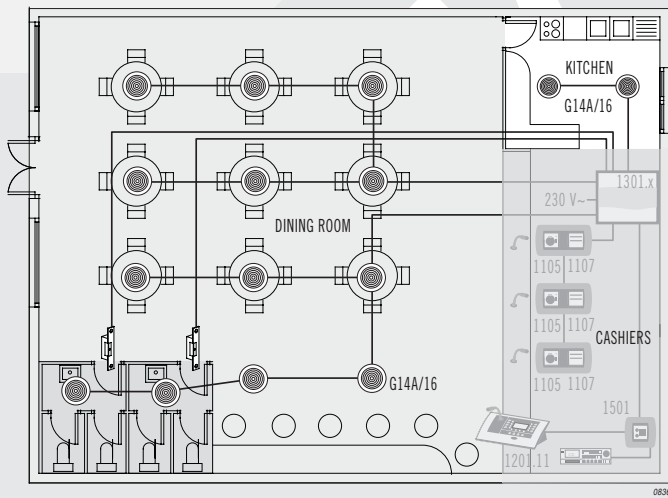 KITCHEN
G14A/16
1301.x
230 V~
DINING ROOM
1105 1107
1105 1107
CASHIERS
1105 1107
G14A/16
1501
1201.11